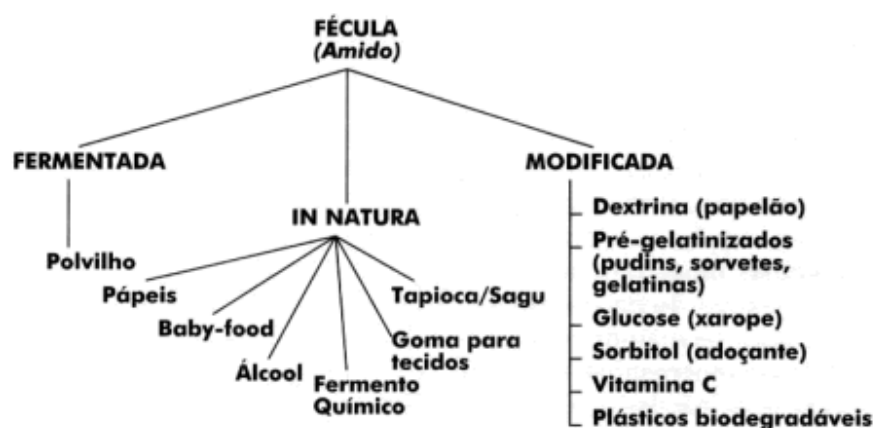 FÉCULA
(Amido)
FERMENTADA
MODIFICADA
IN NATURA
Polvilho
Pápeis
Baby-food
Álcool
Fermento
Químico
Goma para
tecidos
Tapioca/Sagu
Dextrina (papelão)
Pré-gelatinizados
(pudins, sorvetes,
gelatinas)
Glucose (xarope)
Sorbitol (adoçante)
Vitamina C
Plásticos biodegradáveis